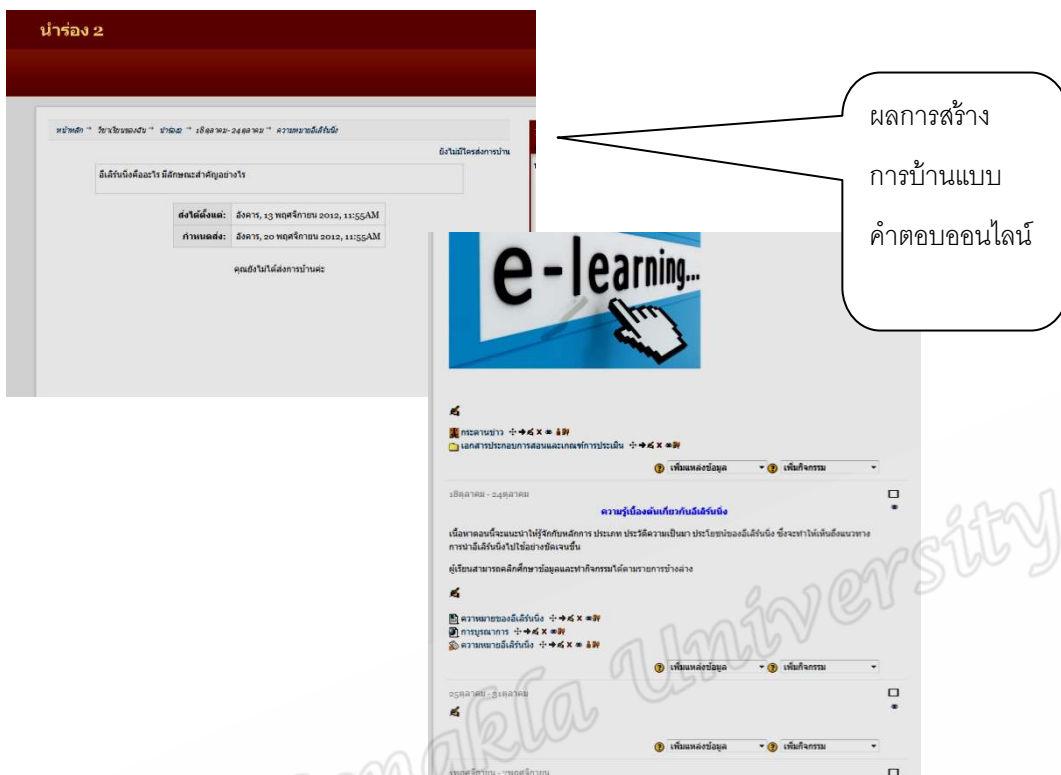 นำร่อง 2
หน้าหลัก → วิชาเรียนของฉัน → นำร่อง2 → 18ตุลาคม-24ตุลาคม → ความหมายอีเลิร์นนิ่ง
ยังไม่มีใครส่งการบ้าน
อีเลิร์นนิ่งคืออะไร มีลักษณะสำคัญอย่างไร
ส่งได้ตั้งแต่: อังคาร, 13 พฤศจิกายน 2012, 11:55AM
กำหนดส่ง: อังคาร, 20 พฤศจิกายน 2012, 11:55AM
คุณยังไม่ได้ส่งการบ้านค่ะ
ผลการสร้าง
การบ้านแบบ
คำตอบออนไลน์
e-learning...
กระดานข่าว
เอกสารประกอบการสอนและเกณฑ์การประเมิน
เพิ่มแหล่งข้อมูล เพิ่มกิจกรรม
18ตุลาคม - 24ตุลาคม
ความรู้เบื้องต้นเกี่ยวกับอีเลิร์นนิ่ง
เนื้อหาตอนนี้จะแนะนำให้รู้จักกับหลักการ ประเภท ประวัติความเป็นมา ประโยชน์ของอีเลิร์นนิ่ง ซึ่งจะทำให้เห็นถึงแนวทาง
การนำอีเลิร์นนิ่งไปใช้อย่างชัดเจนขึ้น
ผู้เรียนสามารถคลิกศึกษาข้อมูลและทำกิจกรรมได้ตามรายการข้างล่าง
ความหมายของอีเลิร์นนิ่ง
การบูรณาการ
ความหมายอีเลิร์นนิ่ง
เพิ่มแหล่งข้อมูล เพิ่มกิจกรรม
25ตุลาคม - 31ตุลาคม
เพิ่มแหล่งข้อมูล เพิ่มกิจกรรม
1พฤศจิกายน - 7พฤศจิกายน
University